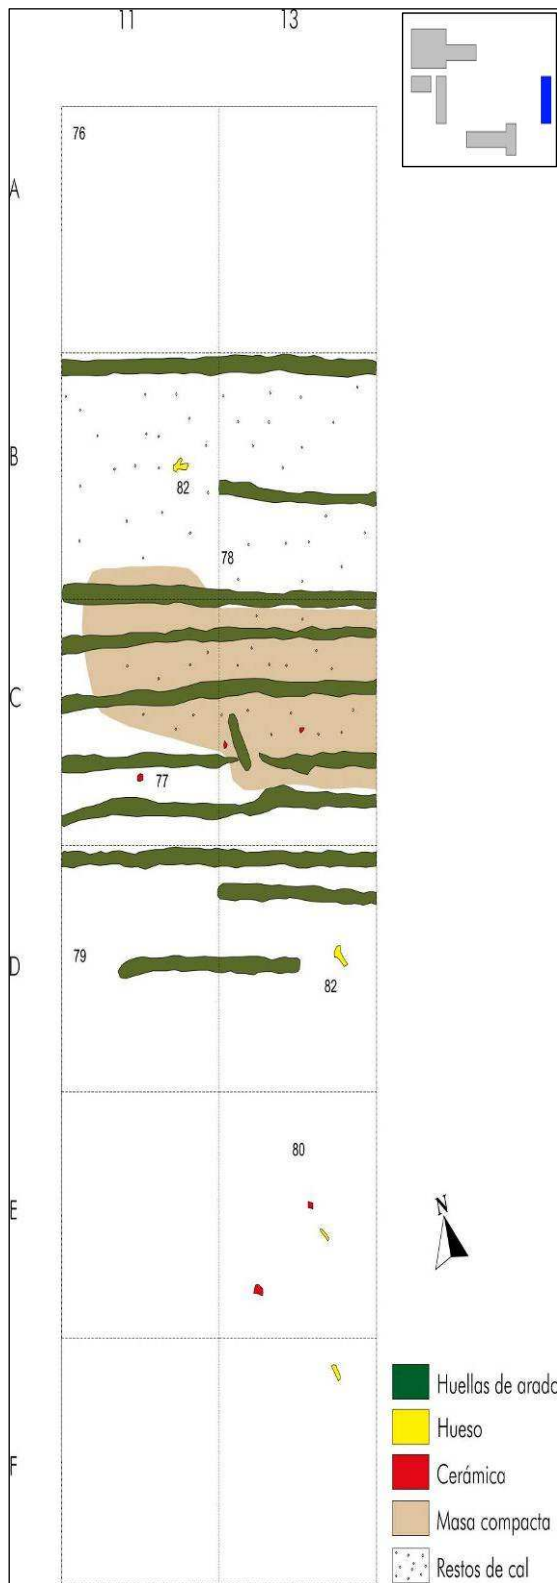 11 13
76
A
B
82
78
C
77
79
D
82
80
E
N
F
Huellas de arado
Hueso
Cerámica
Masa compacta
Restos de cal